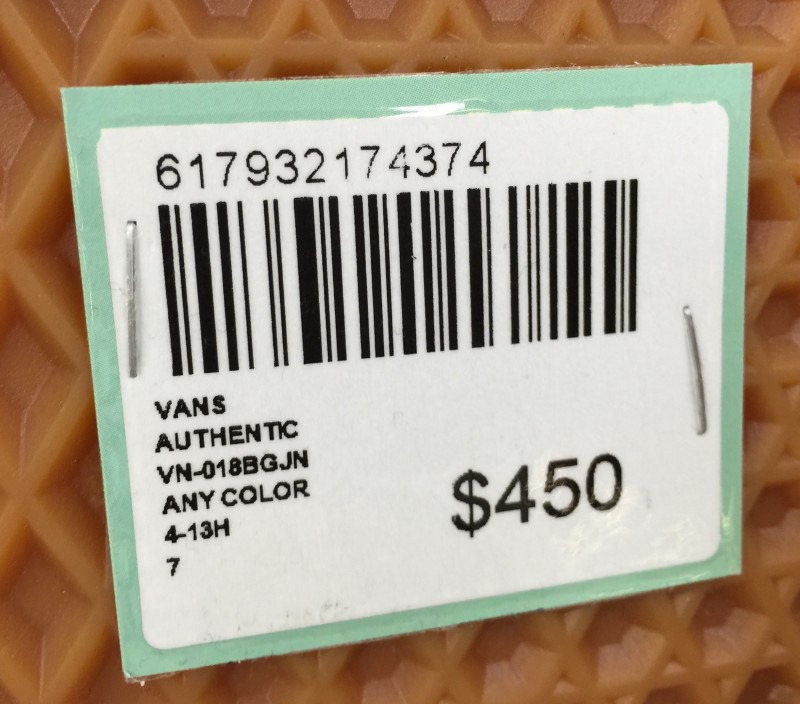 617932174374
VANS
AUTHENTIC
VN-018BGJN
ANY COLOR
4-13H
7
$450